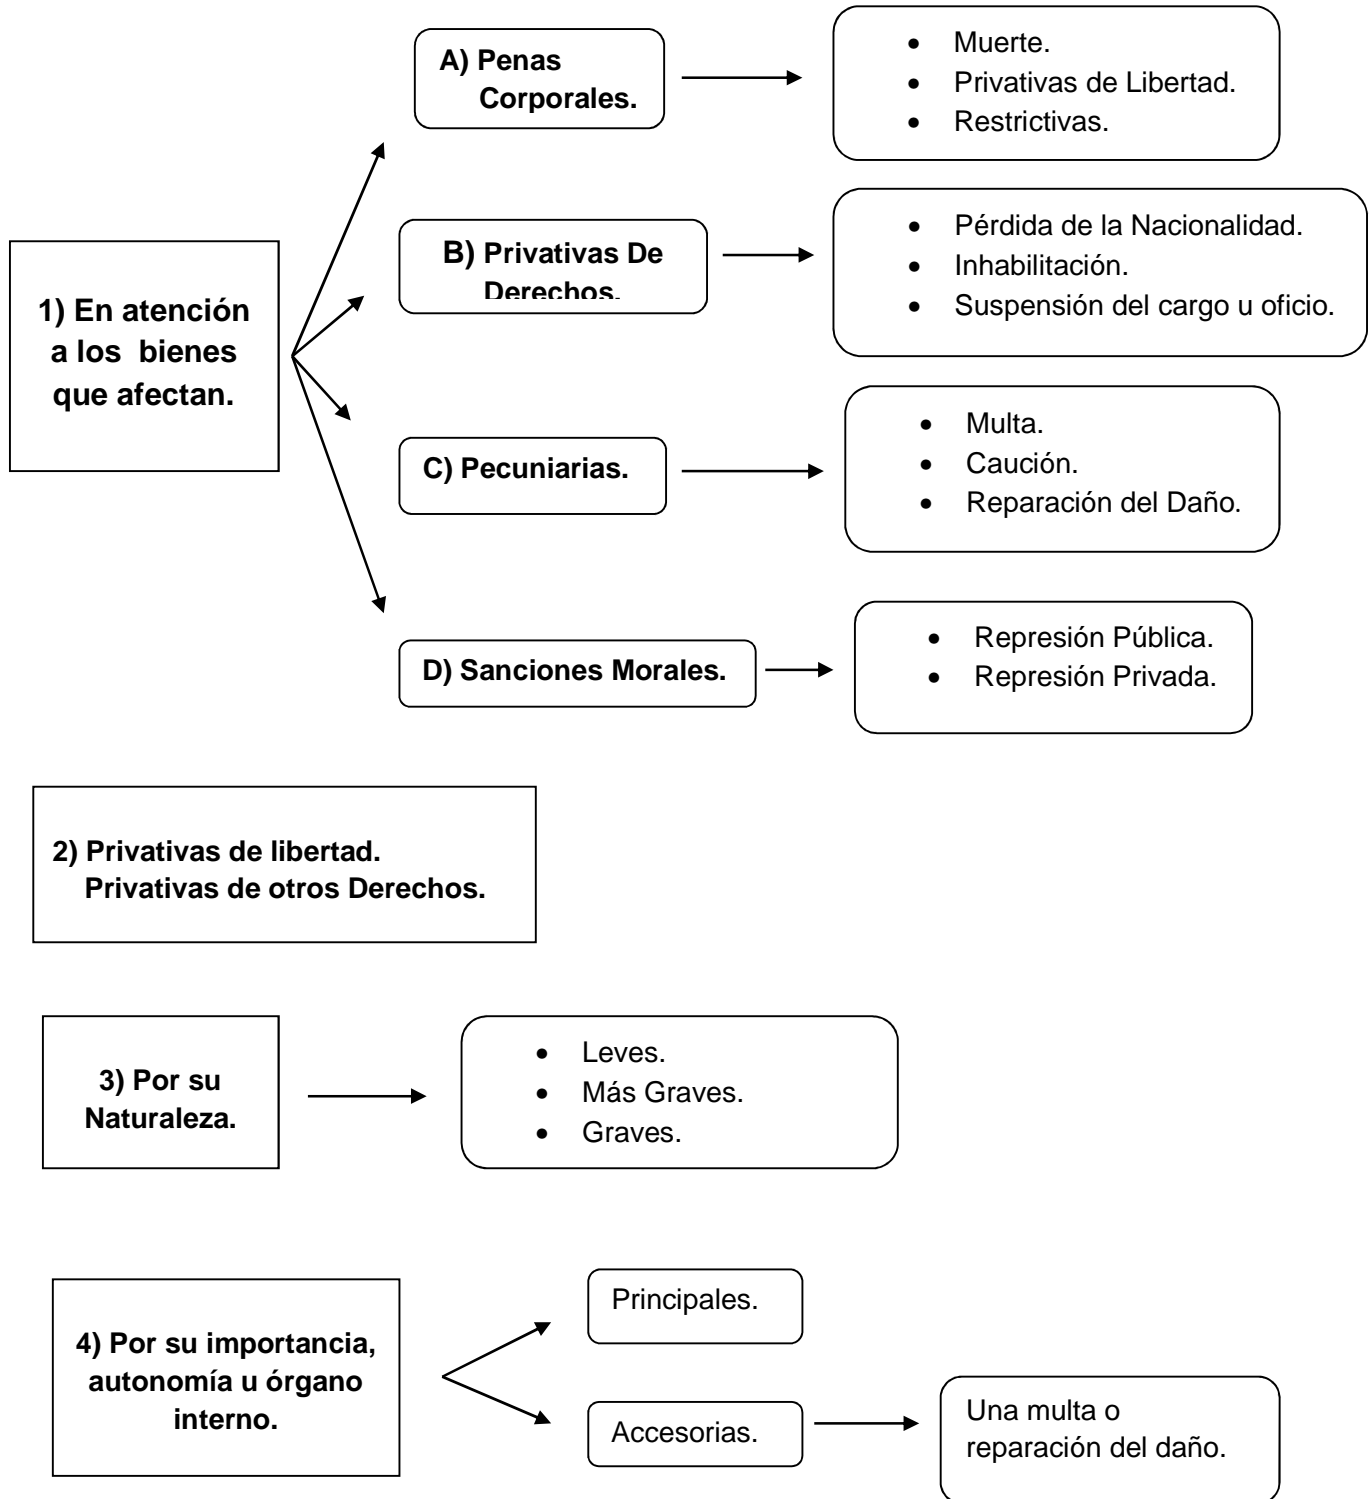 A) Penas
Corporales.
• Muerte.
• Privativas de Libertad.
• Restrictivas.
1) En atención
a los bienes
que afectan.
B) Privativas De
Derechos.
• Pérdida de la Nacionalidad.
• Inhabilitación.
• Suspensión del cargo u oficio.
C) Pecuniarias.
• Multa.
• Caución.
• Reparación del Daño.
D) Sanciones Morales.
• Represión Pública.
• Represión Privada.
2) Privativas de libertad.
Privativas de otros Derechos.
3) Por su
Naturaleza.
• Leves.
• Más Graves.
• Graves.
4) Por su importancia,
autonomía u órgano
interno.
Principales.
Accesorias.
Una multa o
reparación del daño.